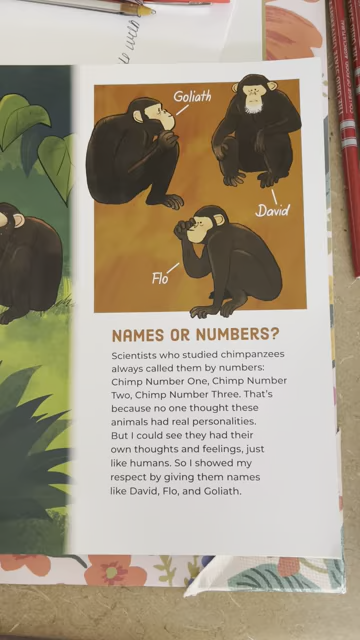 Goliath
David
Flo
NAMES OR NUMBERS?
Scientists who studied chimpanzees
always called them by numbers:
Chimp Number One, Chimp Number
Two, Chimp Number Three. That's
because no one thought these
animals had real personalities.
But I could see they had their
own thoughts and feelings, just
like humans. So I showed my
respect by giving them names
like David, Flo, and Goliath.